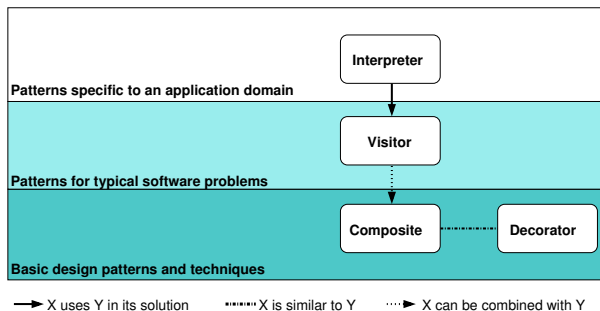 Interpreter
Patterns specific to an application domain
Visitor
Patterns for typical software problems
Composite
Decorator
Basic design patterns and techniques
X uses Y in its solution
X is similar to Y
X can be combined with Y